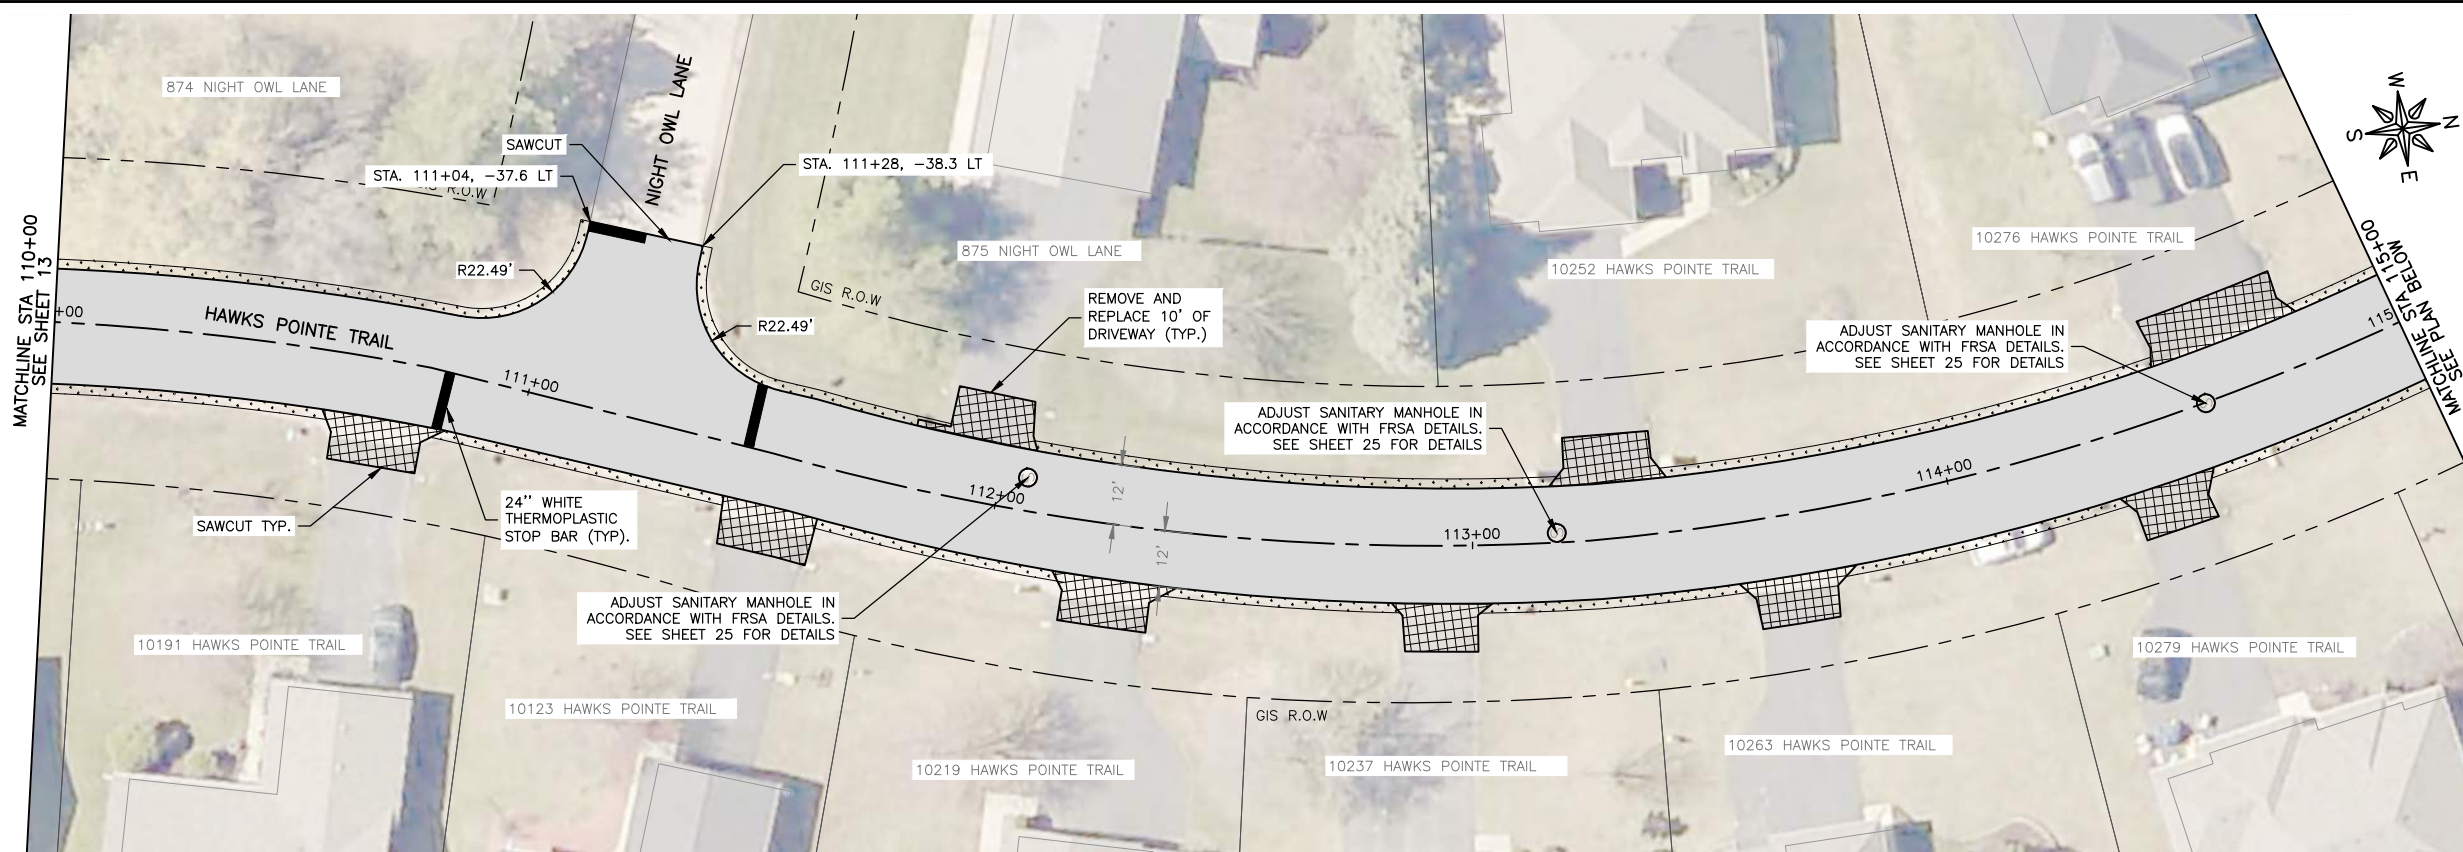 874 NIGHT OWL LANE
NIGHT OWL LANE
SAWCUT
STA. 111+04, -37.6 LT
GIS R.O.W
STA. 111+28, -38.3 LT
W
N
S
E
MATCHLINE STA 110+00
SEE SHEET 13
+00
HAWKS POINTE TRAIL
R22.49'
R22.49'
875 NIGHT OWL LANE
GIS R.O.W
REMOVE AND
REPLACE 10' OF
DRIVEWAY (TYP.)
10252 HAWKS POINTE TRAIL
10276 HAWKS POINTE TRAIL
ADJUST SANITARY MANHOLE IN
ACCORDANCE WITH FRSA DETAILS.
SEE SHEET 25 FOR DETAILS
MATCHLINE STA 115+00
SEE PLAN BELOW
115
111+00
ADJUST SANITARY MANHOLE IN
ACCORDANCE WITH FRSA DETAILS.
SEE SHEET 25 FOR DETAILS
112+00
12'
12'
113+00
114+00
SAWCUT TYP.
24" WHITE
THERMOPLASTIC
STOP BAR (TYP).
ADJUST SANITARY MANHOLE IN
ACCORDANCE WITH FRSA DETAILS.
SEE SHEET 25 FOR DETAILS
10191 HAWKS POINTE TRAIL
10123 HAWKS POINTE TRAIL
10219 HAWKS POINTE TRAIL
GIS R.O.W
10237 HAWKS POINTE TRAIL
10263 HAWKS POINTE TRAIL
10279 HAWKS POINTE TRAIL